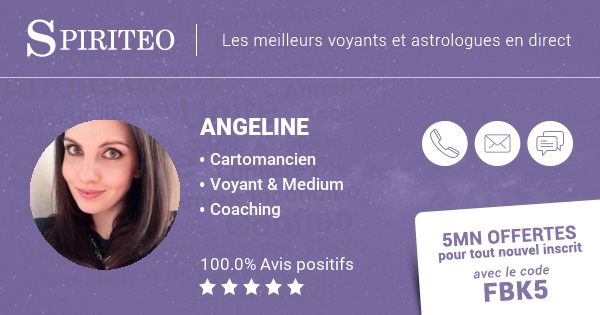 SPIRITEO
Les meilleurs voyants et astrologues en direct
ANGELINE
• Cartomancien
• Voyant & Medium
• Coaching
100.0% Avis positifs
5MN OFFERTES
pour tout nouvel inscrit
avec le code
FBK5